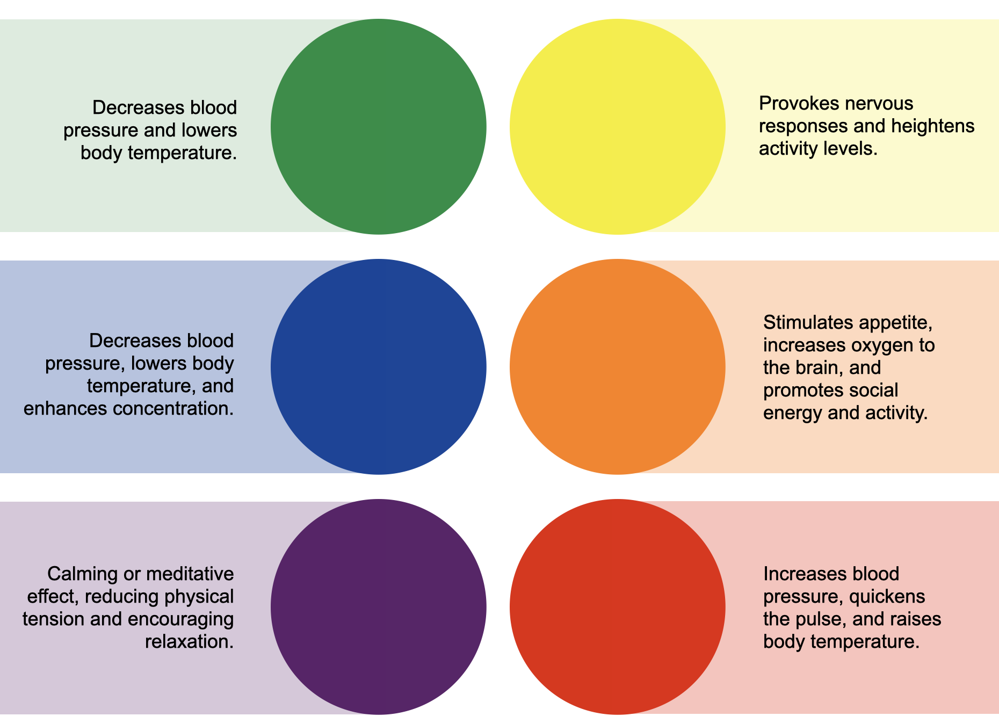 Decreases blood
pressure and lowers
body temperature.
Provokes nervous
responses and heightens
activity levels.
Decreases blood
pressure, lowers body
temperature, and
enhances concentration.
Stimulates appetite,
increases oxygen to
the brain, and
promotes social
energy and activity.
Calming or meditative
effect, reducing physical
tension and encouraging
relaxation.
Increases blood
pressure, quickens
the pulse, and raises
body temperature.